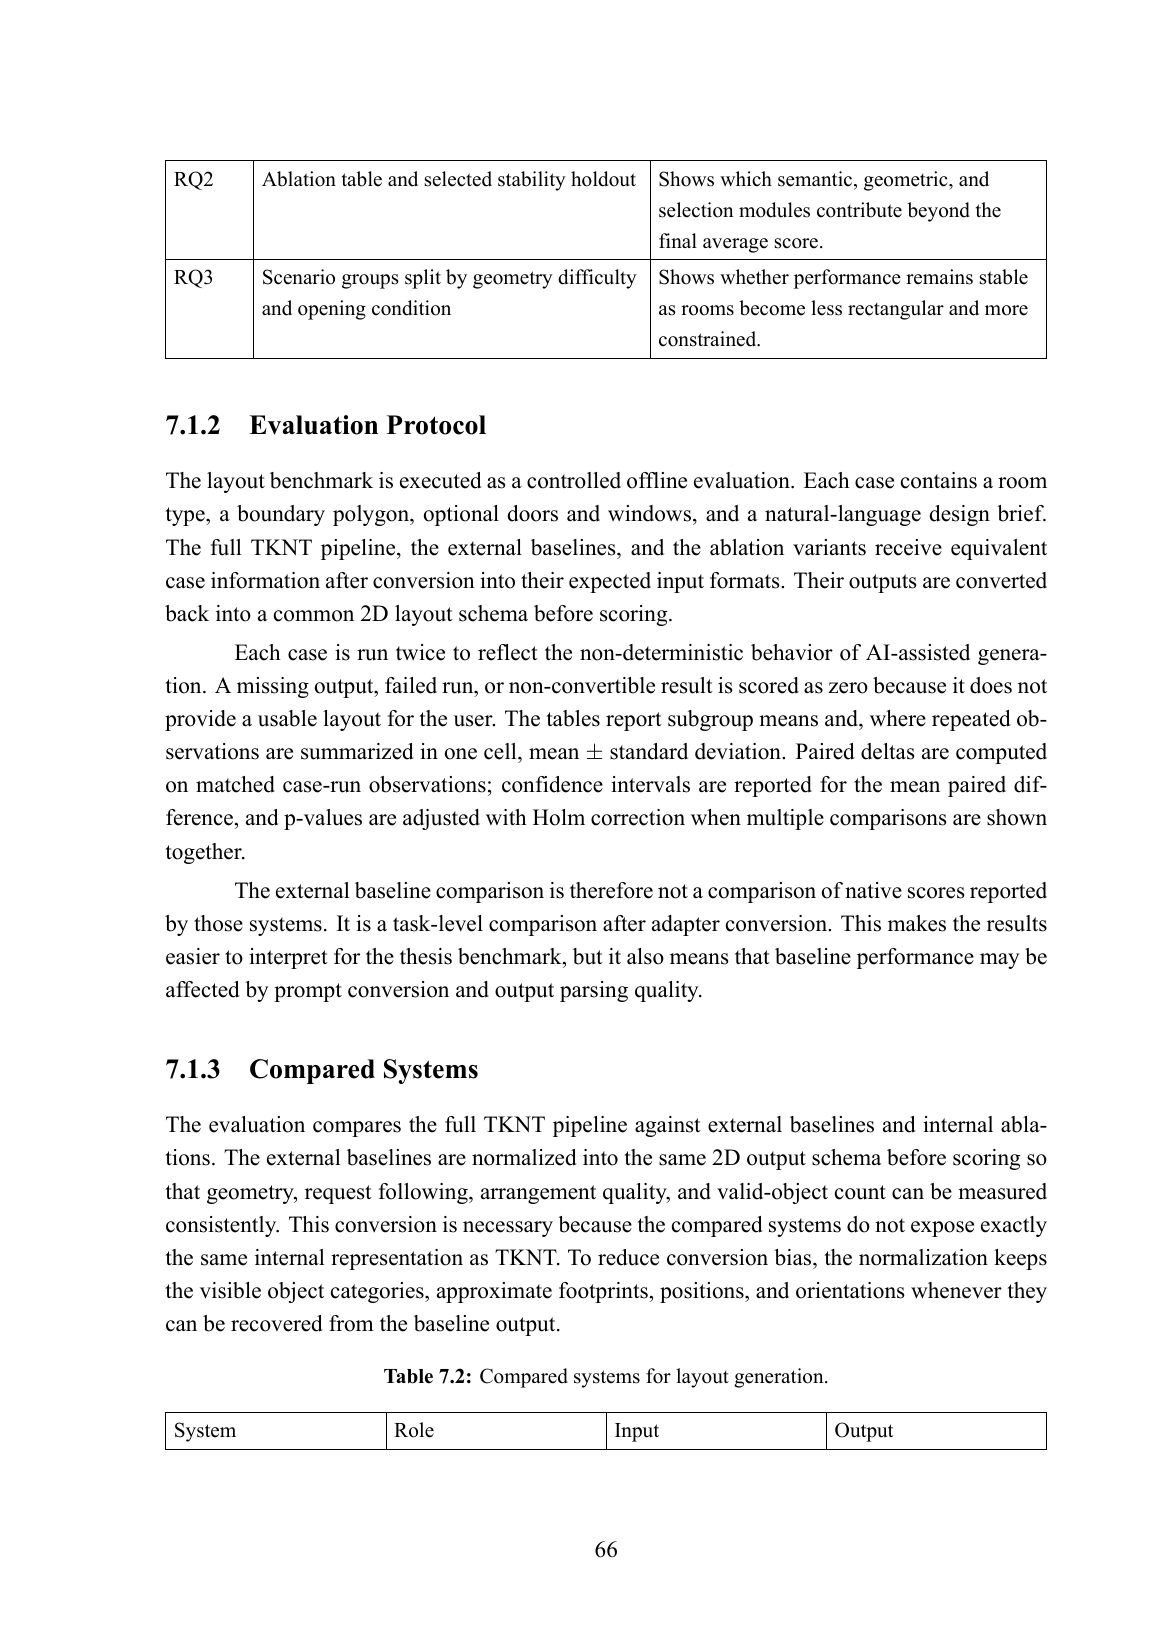 RQ2 Ablation table and selected stability holdout Shows which semantic, geometric, and
selection modules contribute beyond the
final average score.
RQ3 Scenario groups split by geometry difficulty Shows whether performance remains stable
and opening condition as rooms become less rectangular and more
constrained.
7.1.2 Evaluation Protocol
The layout benchmark is executed as a controlled offline evaluation. Each case contains a room
type, a boundary polygon, optional doors and windows, and a natural-language design brief.
The full TKNT pipeline, the external baselines, and the ablation variants receive equivalent
case information after conversion into their expected input formats. Their outputs are converted
back into a common 2D layout schema before scoring.
Each case is run twice to reflect the non-deterministic behavior of AI-assisted genera-
tion. A missing output, failed run, or non-convertible result is scored as zero because it does not
provide a usable layout for the user. The tables report subgroup means and, where repeated ob-
servations are summarized in one cell, mean ± standard deviation. Paired deltas are computed
on matched case-run observations; confidence intervals are reported for the mean paired dif-
ference, and p-values are adjusted with Holm correction when multiple comparisons are shown
together.
The external baseline comparison is therefore not a comparison of native scores reported
by those systems. It is a task-level comparison after adapter conversion. This makes the results
easier to interpret for the thesis benchmark, but it also means that baseline performance may be
affected by prompt conversion and output parsing quality.
7.1.3 Compared Systems
The evaluation compares the full TKNT pipeline against external baselines and internal abla-
tions. The external baselines are normalized into the same 2D output schema before scoring so
that geometry, request following, arrangement quality, and valid-object count can be measured
consistently. This conversion is necessary because the compared systems do not expose exactly
the same internal representation as TKNT. To reduce conversion bias, the normalization keeps
the visible object categories, approximate footprints, positions, and orientations whenever they
can be recovered from the baseline output.
Table 7.2: Compared systems for layout generation.
System Role Input Output
66